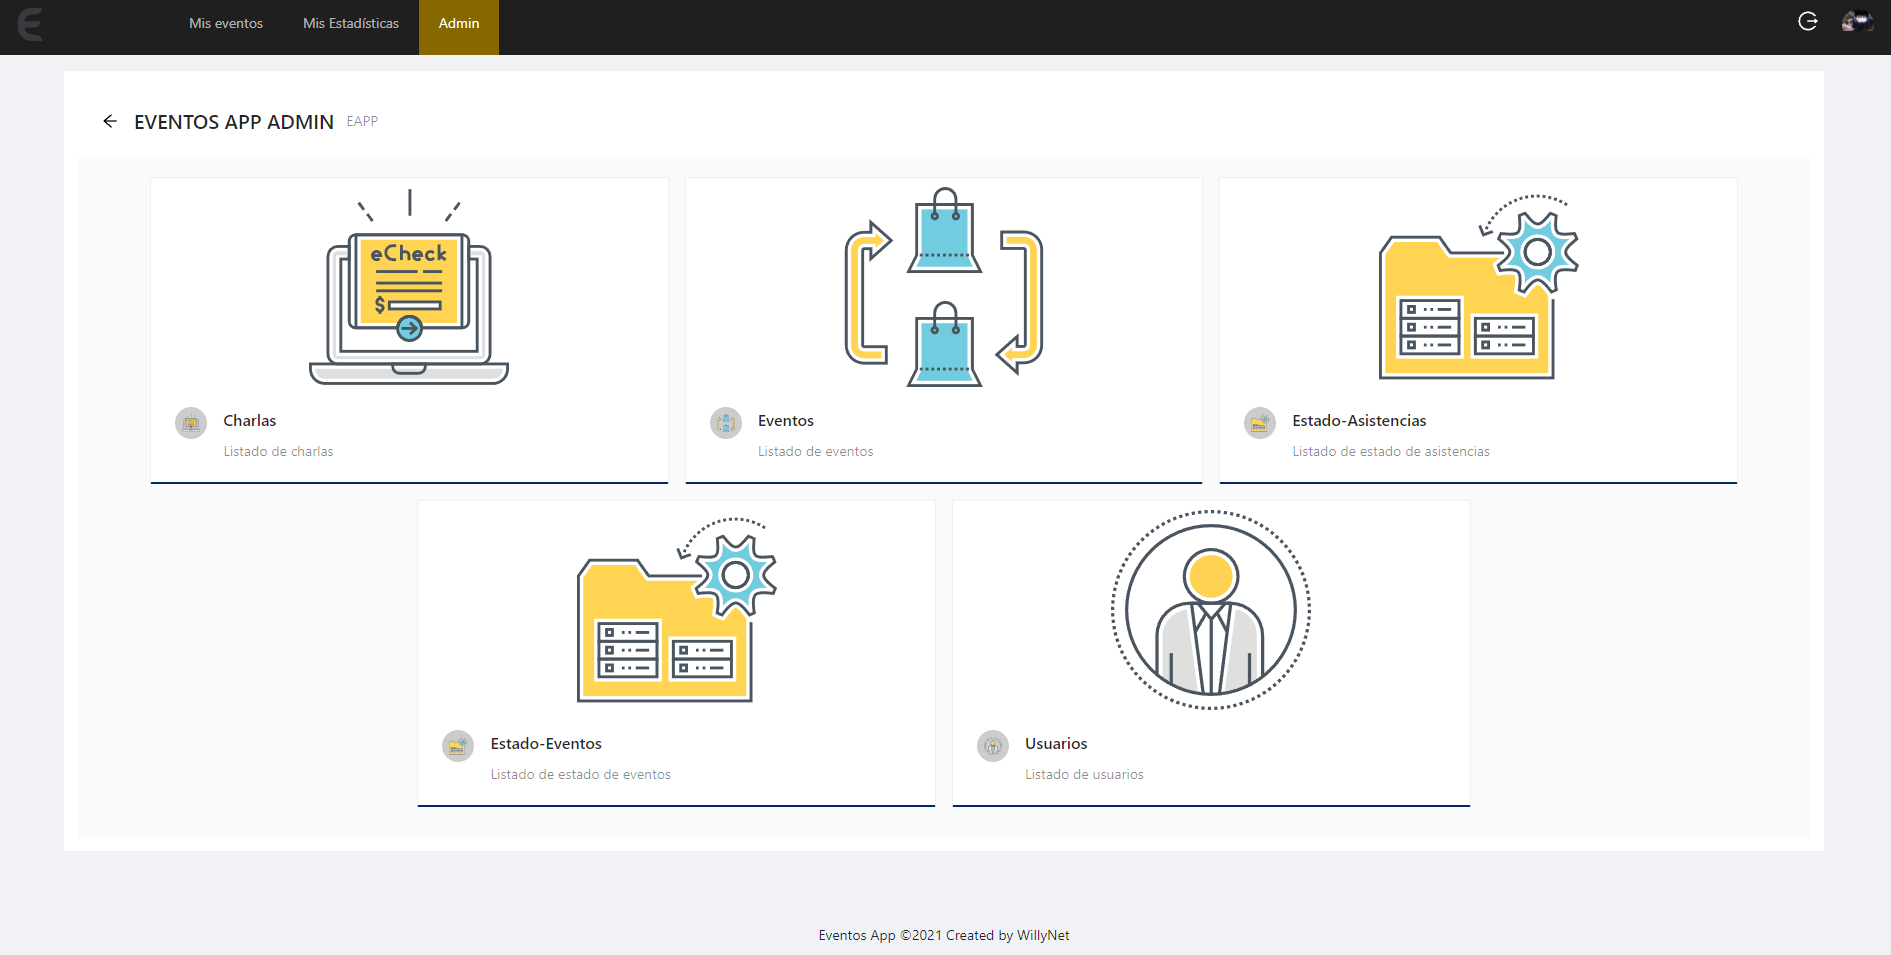 Mis eventos
Mis Estadísticas
Admin
EVENTOS APP ADMIN EAPP
eCheck
$
Charlas
Listado de charlas
Eventos
Listado de eventos
Estado-Asistencias
Listado de estado de asistencias
Estado-Eventos
Listado de estado de eventos
Usuarios
Listado de usuarios
Eventos App ©2021 Created by WillyNet